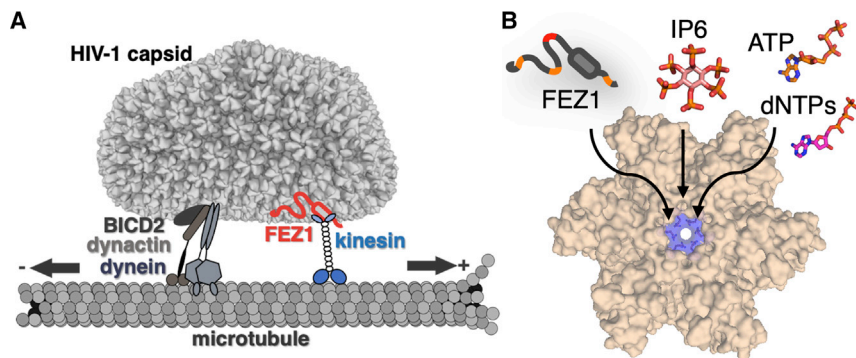 A
HIV-1 capsid
BICD2
dynactin
dynein
FEZ1
kinesin
-
+
microtubule
B
FEZ1
IP6
ATP
dNTPs